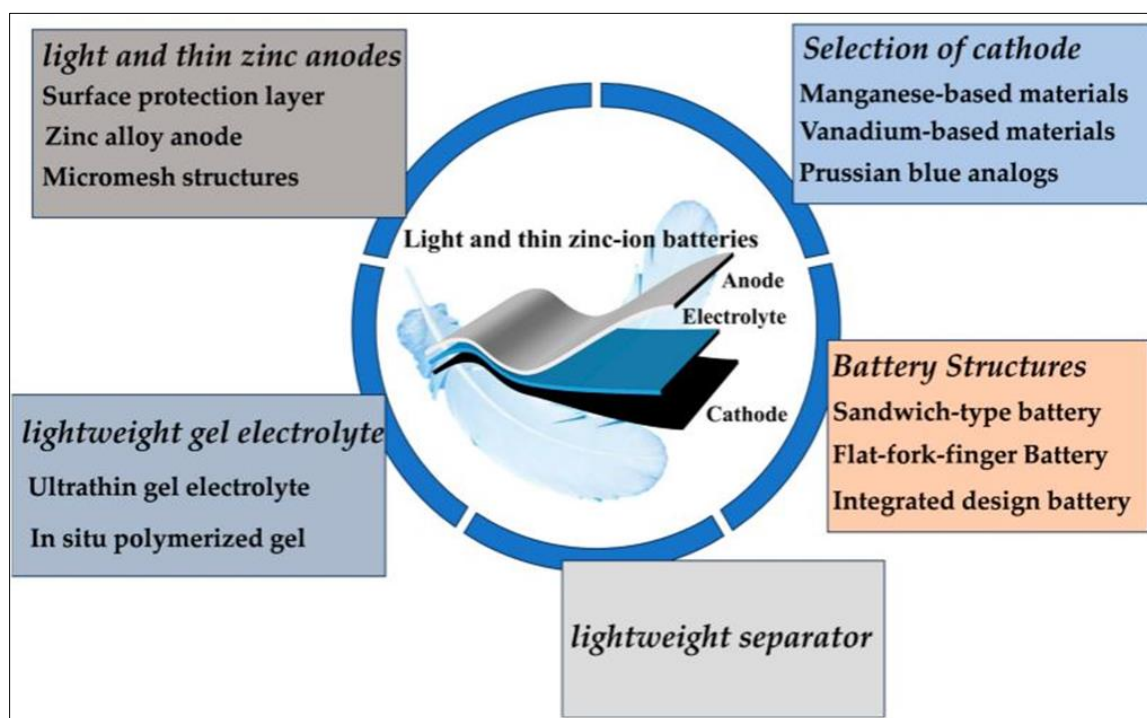 light and thin zinc anodes
Surface protection layer
Zinc alloy anode
Micromesh structures
Selection of cathode
Manganese-based materials
Vanadium-based materials
Prussian blue analogs
Light and thin zinc-ion batteries
Anode
Electrolyte
Cathode
Battery Structures
Sandwich-type battery
Flat-fork-finger Battery
Integrated design battery
lightweight gel electrolyte
Ultrathin gel electrolyte
In situ polymerized gel
lightweight separator